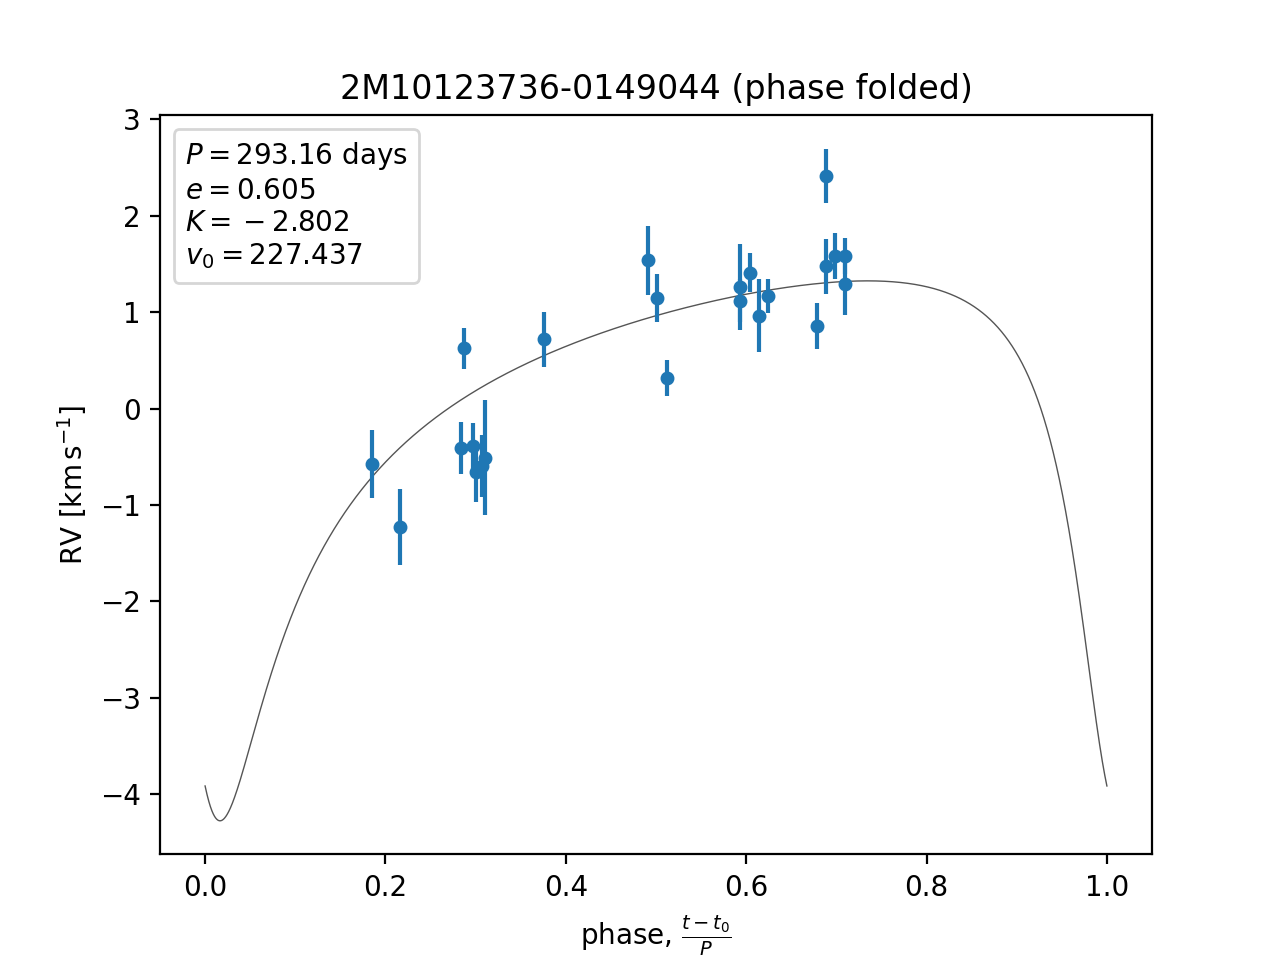 2M10123736-0149044 (phase folded)
P = 293.16 days
e = 0.605
K = −2.802
v₀ = 227.437
3
2
1
0
−1
−2
−3
−4
RV [km s⁻¹]
0.0 0.2 0.4 0.6 0.8 1.0
phase, (t − t₀)/P